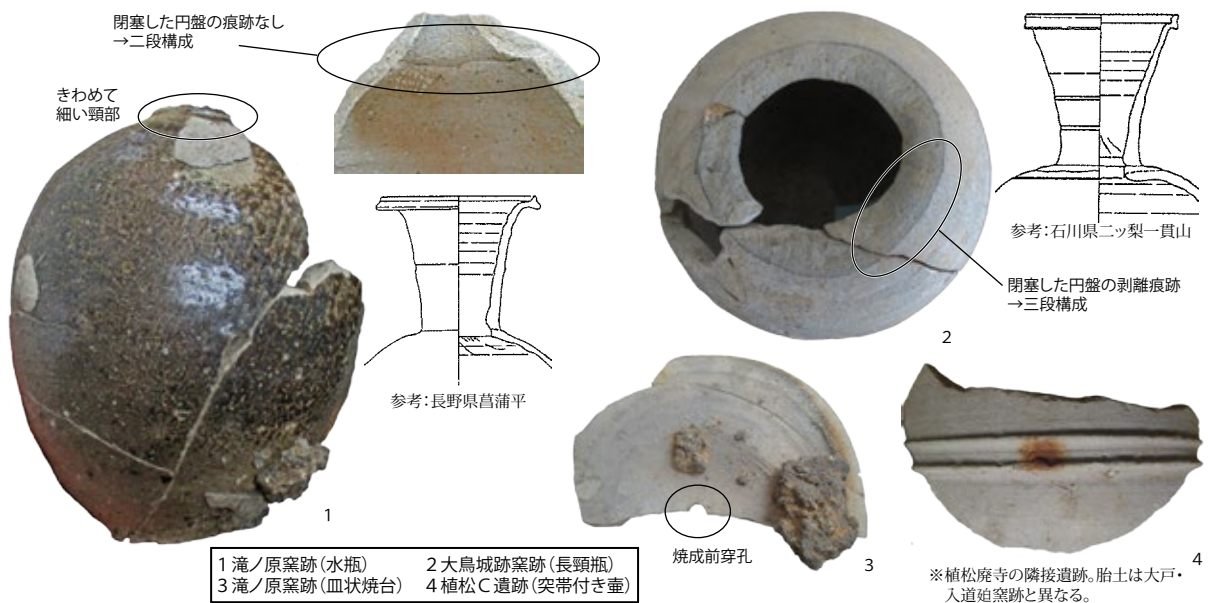 閉塞した円盤の痕跡なし
→二段構成
きわめて
細い頸部
参考：長野県菖蒲平
1
参考：石川県二ッ梨一貫山
閉塞した円盤の剥離痕跡
→三段構成
2
焼成前穿孔
3
4
※植松廃寺の隣接遺跡。胎土は大戸・
入道廹窯跡と異なる。
1 滝ノ原窯跡（水瓶） 2 大鳥城跡窯跡（長頸瓶）
3 滝ノ原窯跡（皿状焼台） 4 植松C遺跡（突帯付き壷）